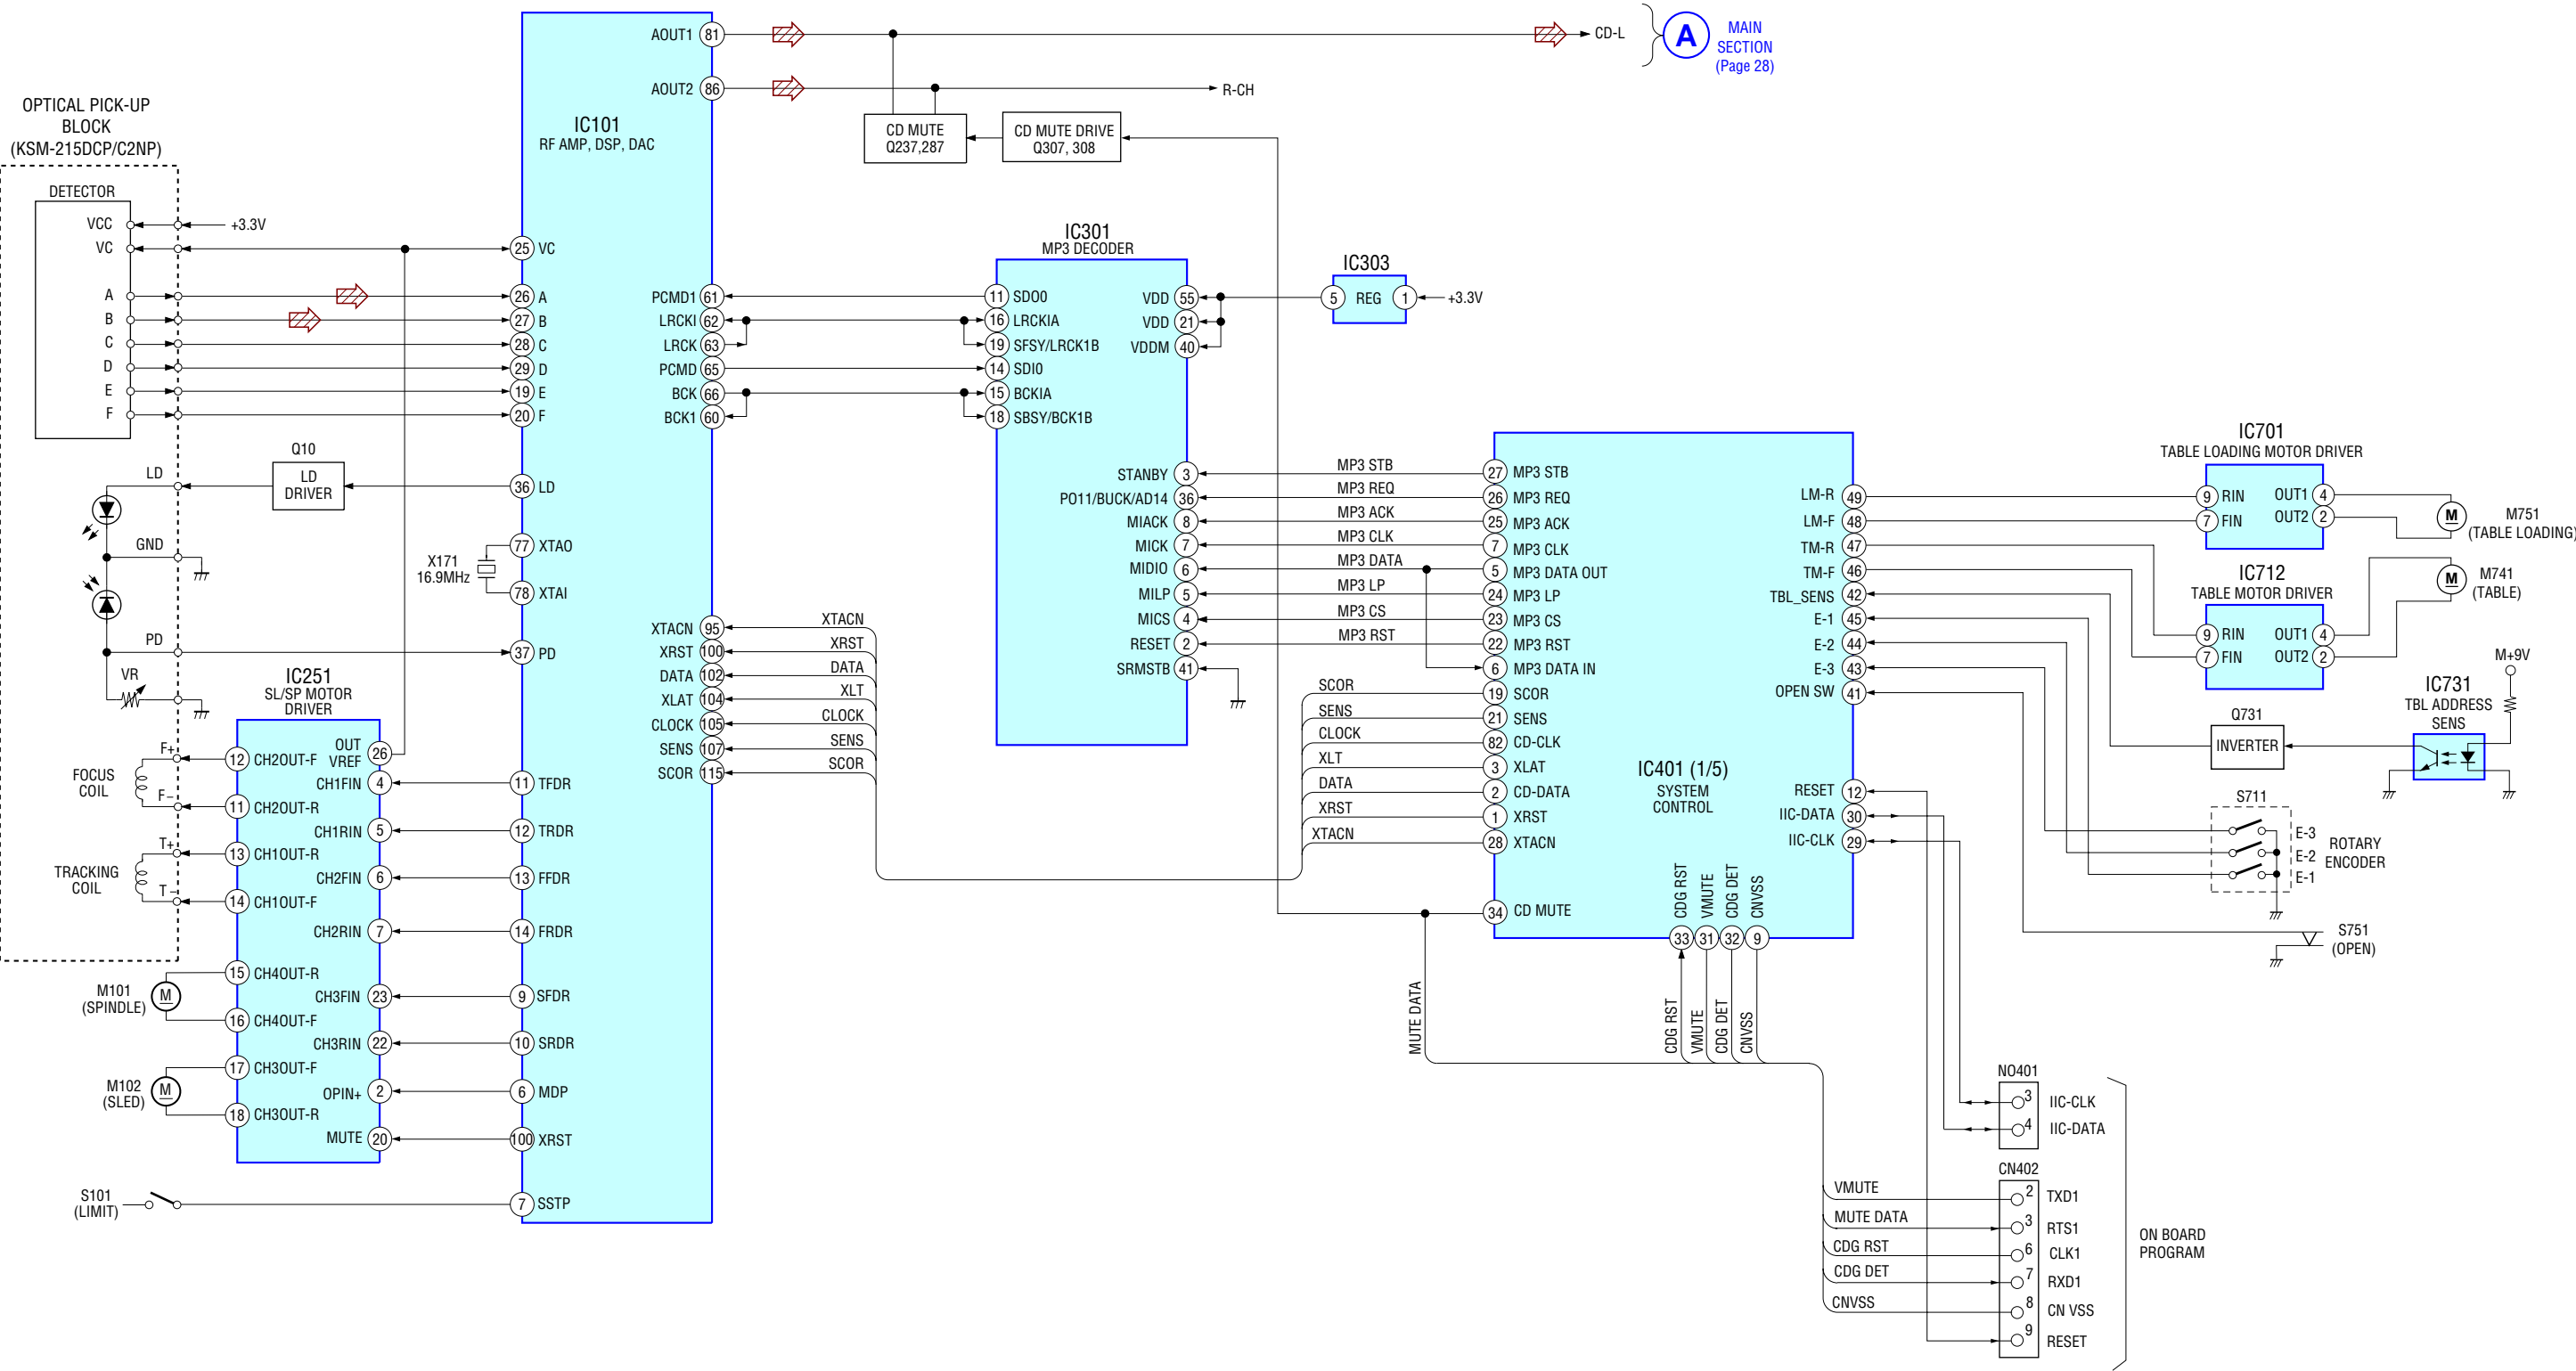 OPTICAL PICK-UP
BLOCK
(KSM-215DCP/C2NP)
DETECTOR
VCC
VC
A
B
C
D
E
F
+3.3V
LD
GND
PD
VR
Q10
LD
DRIVER
X171
16.9MHz
FOCUS
COIL
F+
F–
TRACKING
COIL
T+
T –
M101
(SPINDLE)
M
M102
(SLED)
M
S101
(LIMIT)
IC251
SL/SP MOTOR
DRIVER
12 CH2OUT-F
11 CH2OUT-R
13 CH1OUT-R
14 CH1OUT-F
15 CH4OUT-R
16 CH4OUT-F
17 CH3OUT-F
18 CH3OUT-R
OUT
VREF 26
CH1FIN 4
CH1RIN 5
CH2FIN 6
CH2RIN 7
CH3FIN 23
CH3RIN 22
OPIN+ 2
MUTE 20
IC101
RF AMP, DSP, DAC
25 VC
26 A
27 B
28 C
29 D
19 E
20 F
36 LD
77 XTAO
78 XTAI
37 PD
11 TFDR
12 TRDR
13 FFDR
14 FRDR
9 SFDR
10 SRDR
6 MDP
100 XRST
7 SSTP
AOUT1 81
AOUT2 86
PCMD1 61
LRCKI 62
LRCK 63
PCMD 65
BCK 66
BCK1 60
XTACN 95
XRST 100
DATA 102
XLAT 104
CLOCK 105
SENS 107
SCOR 115
XTACN
XRST
DATA
XLT
CLOCK
SENS
SCOR
CD-L
R-CH
A
MAIN
SECTION
(Page 28)
CD MUTE
Q237,287
CD MUTE DRIVE
Q307, 308
IC301
MP3 DECODER
11 SDO0
16 LRCKIA
19 SFSY/LRCK1B
14 SDI0
15 BCKIA
18 SBSY/BCK1B
VDD 55
VDD 21
VDDM 40
STANBY 3
PO11/BUCK/AD14 36
MIACK 8
MICK 7
MIDIO 6
MILP 5
MICS 4
RESET 2
SRMSTB 41
IC303
5 REG 1
+3.3V
MP3 STB
MP3 REQ
MP3 ACK
MP3 CLK
MP3 DATA
MP3 LP
MP3 CS
MP3 RST
SCOR
SENS
CLOCK
XLT
DATA
XRST
XTACN
IC401 (1/5)
SYSTEM
CONTROL
27 MP3 STB
26 MP3 REQ
25 MP3 ACK
7 MP3 CLK
5 MP3 DATA OUT
24 MP3 LP
23 MP3 CS
22 MP3 RST
6 MP3 DATA IN
19 SCOR
21 SENS
82 CD-CLK
3 XLAT
2 CD-DATA
1 XRST
28 XTACN
34 CD MUTE
LM-R 49
LM-F 48
TM-R 47
TM-F 46
TBL_SENS 42
E-1 45
E-2 44
E-3 43
OPEN SW 41
RESET 12
IIC-DATA 30
IIC-CLK 29
CDG RST
VMUTE
CDG DET
CNVSS
33
31
32
9
MUTE DATA
CDG RST
VMUTE
CDG DET
CNVSS
IC701
TABLE LOADING MOTOR DRIVER
9 RIN
7 FIN
OUT1 4
OUT2 2
M
M751
(TABLE LOADING)
IC712
TABLE MOTOR DRIVER
9 RIN
7 FIN
OUT1 4
OUT2 2
M
M741
(TABLE)
M+9V
IC731
TBL ADDRESS
SENS
Q731
INVERTER
S711
E-3
E-2
E-1
ROTARY
ENCODER
S751
(OPEN)
NO401
3 IIC-CLK
4 IIC-DATA
CN402
VMUTE 2 TXD1
MUTE DATA 3 RTS1
CDG RST 6 CLK1
CDG DET 7 RXD1
CNVSS 8 CN VSS
9 RESET
ON BOARD
PROGRAM